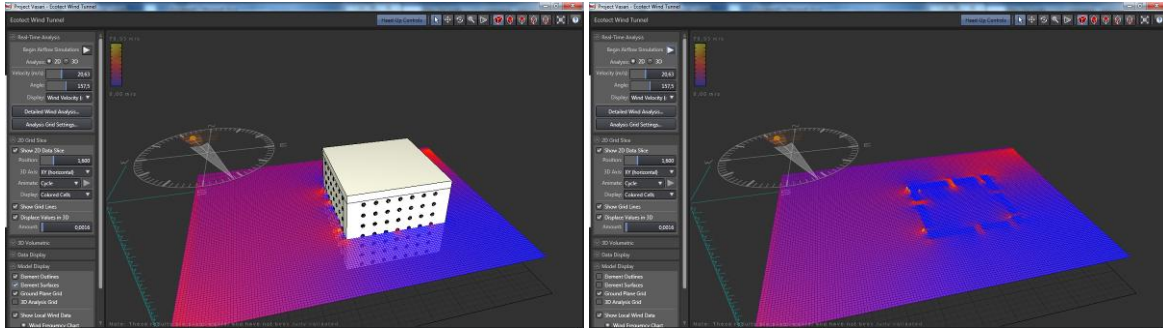 Project Vasari - Ecotect Wind Tunnel
Ecotect Wind Tunnel
Head-Up Controls
Real-Time Analysis
Begin Airflow Simulation
Analysis: 2D 3D
Velocity (m/s) 20,63
Angle: 157,5
Display: Wind Velocity
Detailed Wind Analysis...
Analysis Grid Settings...
2D Grid Slice
Show 2D Data Slice
Position: 1,600
2D Axis: XY (horizontal)
Animate: Cycle
Display: Colored Cells
Show Grid Lines
Displace Values in 3D
Amount: 0,0016
3D Volumetric
Data Display
Model Display
Element Outlines
Element Surfaces
Ground Plane Grid
3D Analysis Grid
Show Local Wind Data
Wind Frequency Chart
0.00 m/s
Project Vasari - Ecotect Wind Tunnel
Ecotect Wind Tunnel
Head-Up Controls
Real-Time Analysis
Begin Airflow Simulation
Analysis: 2D 3D
Velocity (m/s) 20,63
Angle: 157,5
Display: Wind Velocity
Detailed Wind Analysis...
Analysis Grid Settings...
2D Grid Slice
Show 2D Data Slice
Position: 1,600
2D Axis: XY (horizontal)
Animate: Cycle
Display: Colored Cells
Show Grid Lines
Displace Values in 3D
Amount: 0,0016
3D Volumetric
Data Display
Model Display
Element Outlines
Element Surfaces
Ground Plane Grid
3D Analysis Grid
Show Local Wind Data
Wind Frequency Chart
0.00 m/s